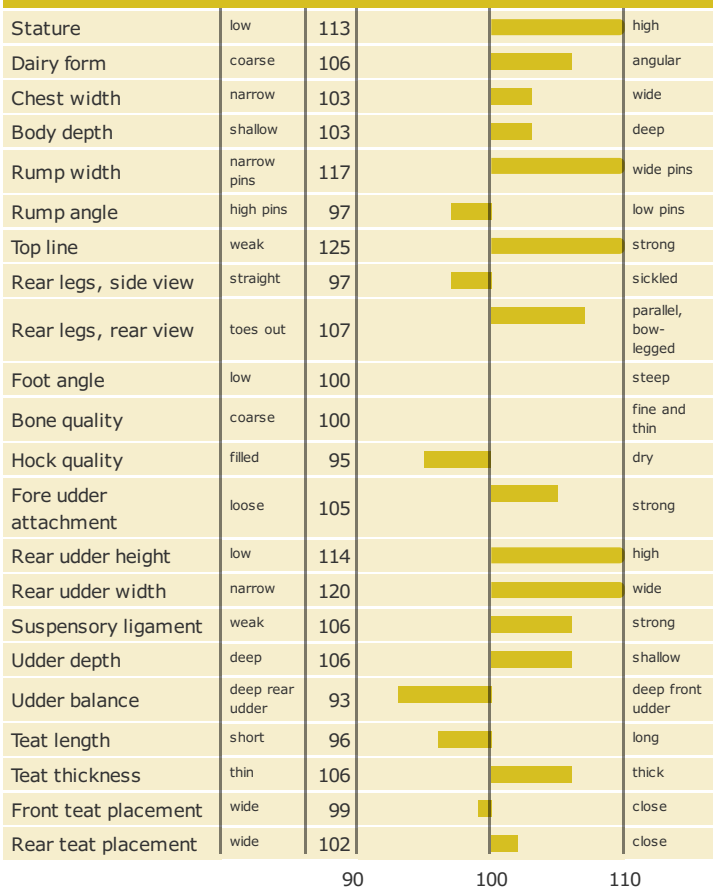 Stature low 113 high
Dairy form coarse 106 angular
Chest width narrow 103 wide
Body depth shallow 103 deep
Rump width narrow pins 117 wide pins
Rump angle high pins 97 low pins
Top line weak 125 strong
Rear legs, side view straight 97 sickled
Rear legs, rear view toes out 107 parallel, bow-legged
Foot angle low 100 steep
Bone quality coarse 100 fine and thin
Hock quality filled 95 dry
Fore udder attachment loose 105 strong
Rear udder height low 114 high
Rear udder width narrow 120 wide
Suspensory ligament weak 106 strong
Udder depth deep 106 shallow
Udder balance deep rear udder 93 deep front udder
Teat length short 96 long
Teat thickness thin 106 thick
Front teat placement wide 99 close
Rear teat placement wide 102 close
90 100 110